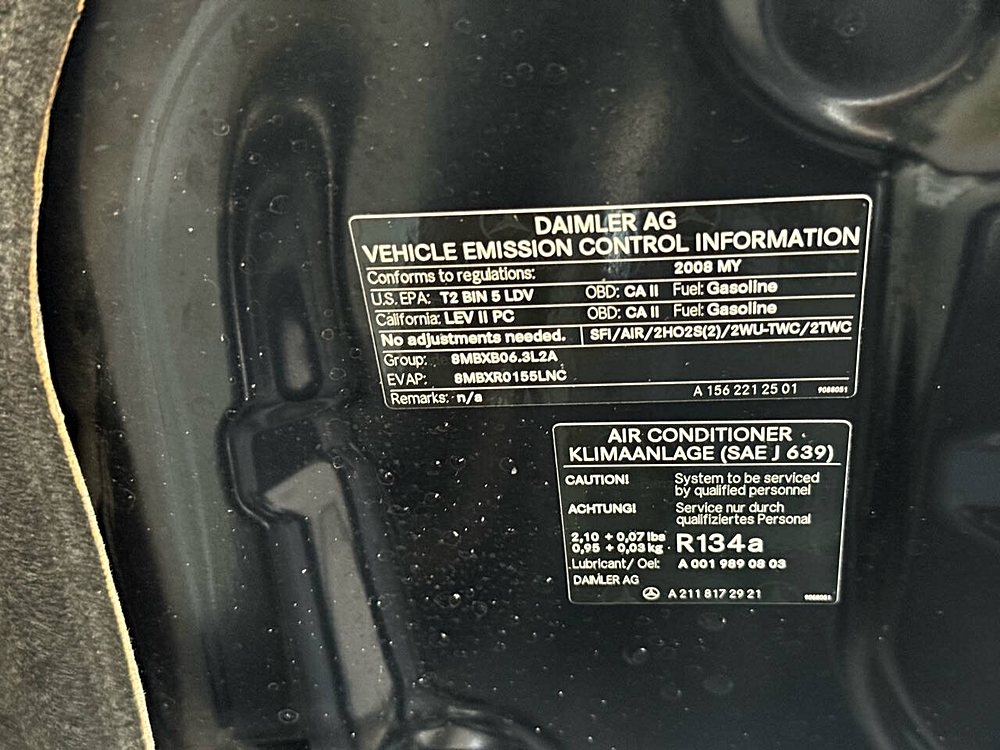 DAIMLER AG
VEHICLE EMISSION CONTROL INFORMATION
Conforms to regulations: 2008 MY
U.S. EPA: T2 BIN 5 LDV OBD: CA II Fuel: Gasoline
California: LEV II PC OBD: CA II Fuel: Gasoline
No adjustments needed. SFI/AIR/2HO2S(2)/2WU-TWC/2TWC
Group: 8MBXB06.3L2A
EVAP: 8MBXR0155LNC
Remarks: n/a A 156 221 25 01
AIR CONDITIONER
KLIMAANLAGE (SAE J 639)
CAUTION! System to be serviced
by qualified personnel
ACHTUNG! Service nur durch
qualifiziertes Personal
2,10 + 0,07 lbs
0,95 + 0,03 kg R134a
Lubricant/ Oel: A 001 989 08 03
DAIMLER AG
A 211 817 29 21